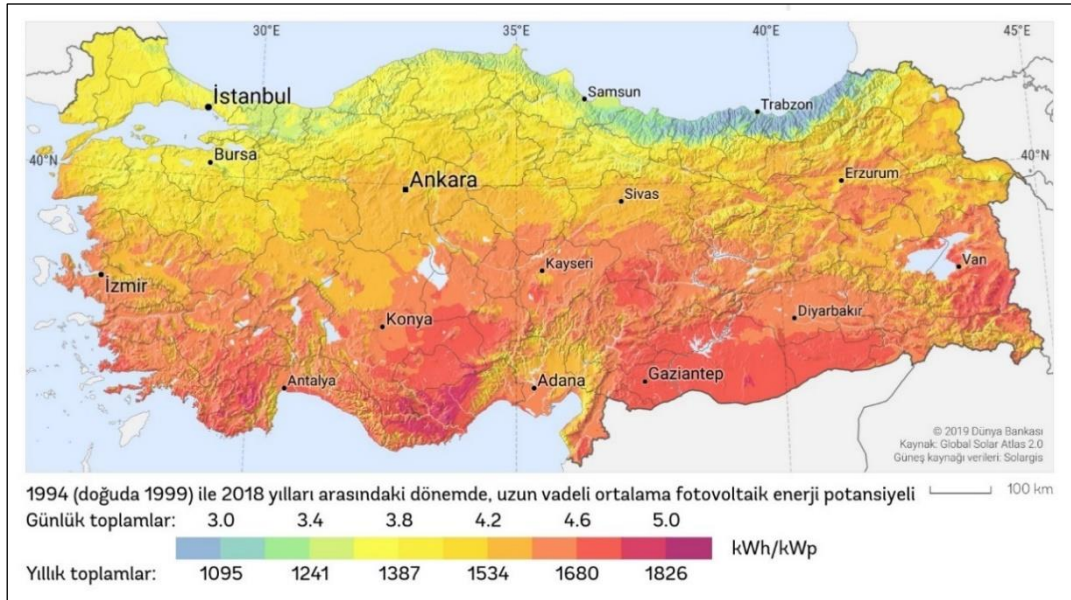 30°E 35°E 40°E 45°E
Samsun
İstanbul
Trabzon
40°N Bursa 40°N
Ankara
Erzurum
Sivas
Kayseri
Van
İzmir
Diyarbakır
Konya
Antalya
Adana
Gaziantep
© 2019 Dünya Bankası
Kaynak: Global Solar Atlas 2.0
Güneş kaynağı verileri: Solargis
1994 (doğuda 1999) ile 2018 yılları arasındaki dönemde, uzun vadeli ortalama fotovoltaik enerji potansiyeli 100 km
Günlük toplamlar: 3.0 3.4 3.8 4.2 4.6 5.0
kWh/kWp
Yıllık toplamlar: 1095 1241 1387 1534 1680 1826